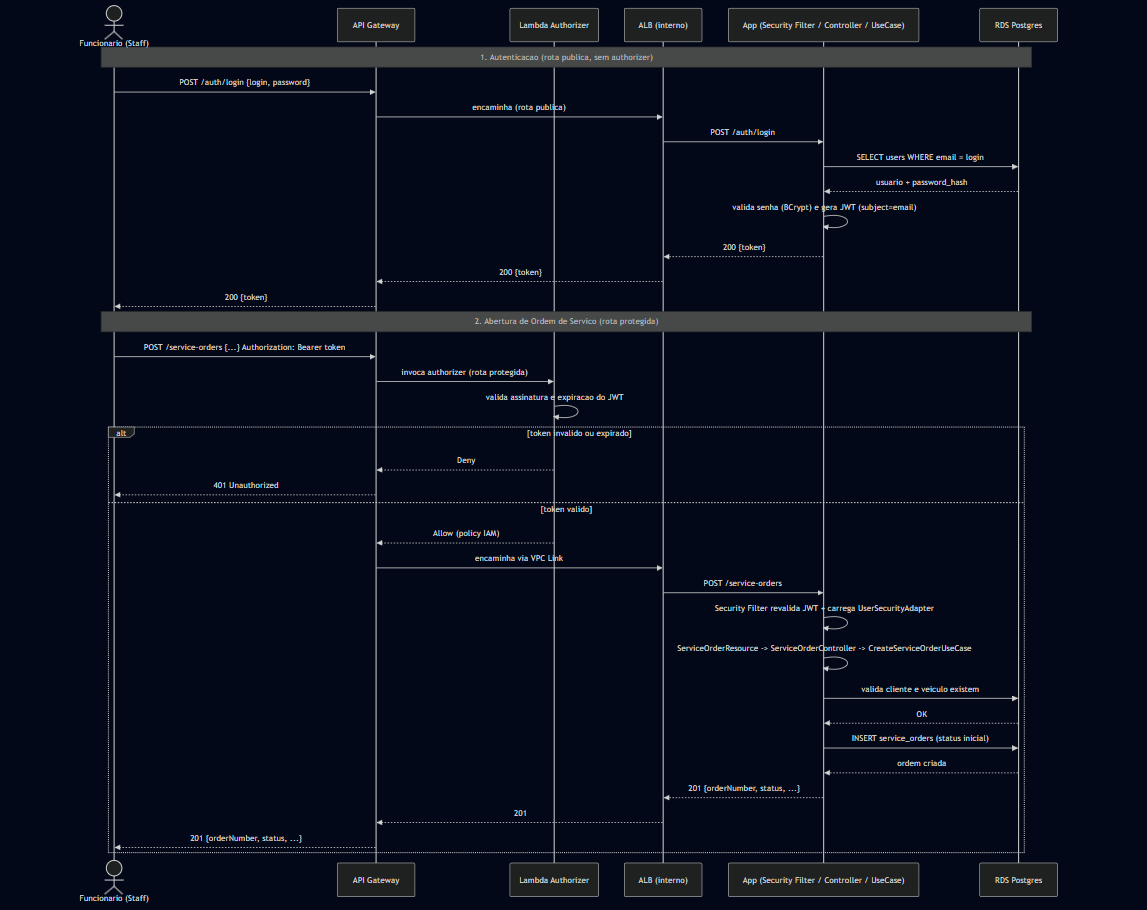 API Gateway
Lambda Authorizer
ALB (interno)
App (Security Filter / Controller / UseCase)
RDS Postgres
Funcionario (Staff)
1. Autenticacao (rota publica, sem authorizer)
POST /auth/login {login, password}
encaminha (rota publica)
POST /auth/login
SELECT users WHERE email = login
usuario + password_hash
valida senha (BCrypt) e gera JWT (subject=email)
200 {token}
200 {token}
200 {token}
2. Abertura de Ordem de Servico (rota protegida)
POST /service-orders {...} Authorization: Bearer token
invoca authorizer (rota protegida)
valida assinatura e expiracao do JWT
alt
[token invalido ou expirado]
Deny
401 Unauthorized
[token valido]
Allow (policy IAM)
encaminha via VPC Link
POST /service-orders
Security Filter revalida JWT + carrega UserSecurityAdapter
ServiceOrderResource -> ServiceOrderController -> CreateServiceOrderUseCase
valida cliente e veiculo existem
OK
INSERT service_orders (status inicial)
ordem criada
201 {orderNumber, status, ...}
201
201 {orderNumber, status, ...}
API Gateway
Lambda Authorizer
ALB (interno)
App (Security Filter / Controller / UseCase)
RDS Postgres
Funcionario (Staff)